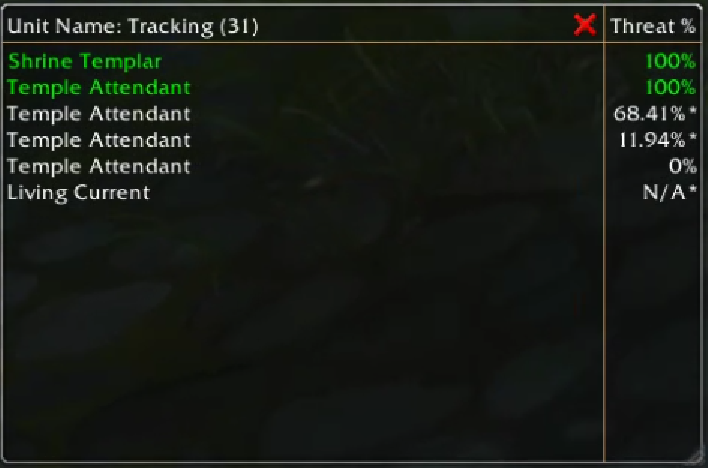 Unit Name: Tracking (31) Threat %
Shrine Templar 100%
Temple Attendant 100%
Temple Attendant 68.41% *
Temple Attendant 11.94% *
Temple Attendant 0%
Living Current N/A *